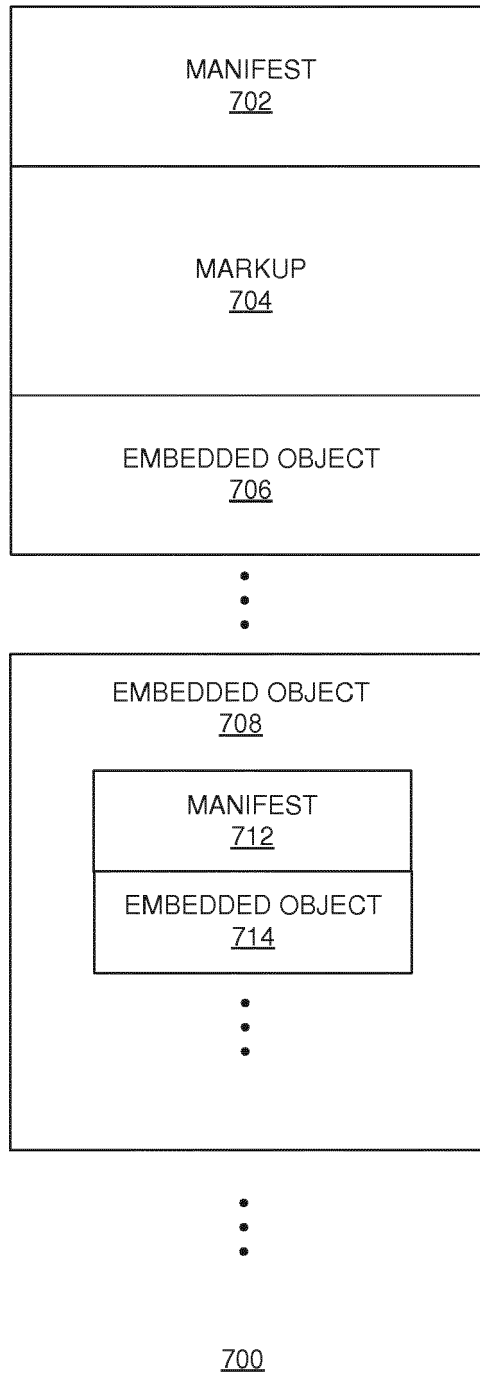 MANIFEST
702
MARKUP
704
EMBEDDED OBJECT
706
EMBEDDED OBJECT
708
MANIFEST
712
EMBEDDED OBJECT
714
700